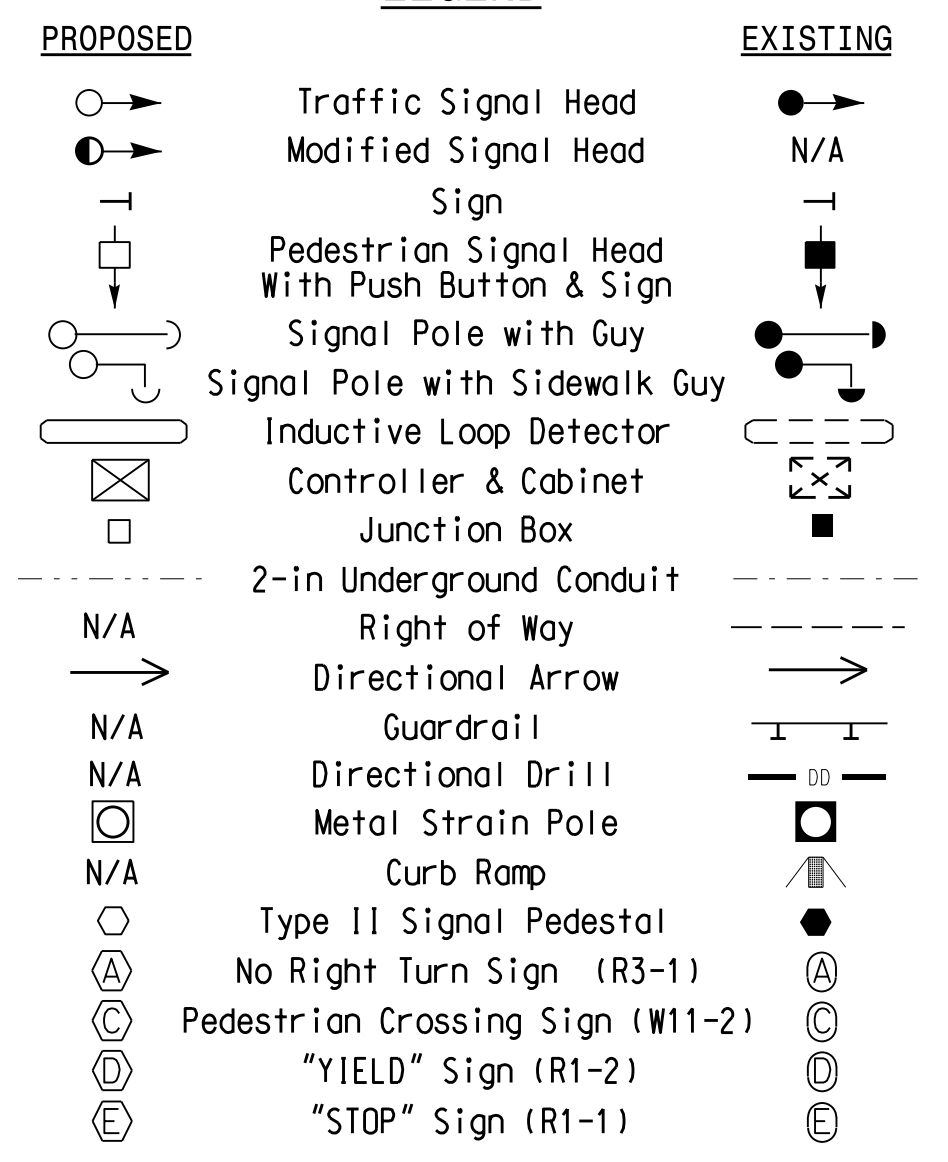 PROPOSED EXISTING
Traffic Signal Head
Modified Signal Head N/A
Sign
Pedestrian Signal Head
With Push Button & Sign
Signal Pole with Guy
Signal Pole with Sidewalk Guy
Inductive Loop Detector
Controller & Cabinet
Junction Box
2-in Underground Conduit
N/A Right of Way
Directional Arrow
N/A Guardrail
N/A Directional Drill DD
Metal Strain Pole
N/A Curb Ramp
Type II Signal Pedestal
A No Right Turn Sign (R3-1) A
C Pedestrian Crossing Sign (W11-2) C
D "YIELD" Sign (R1-2) D
E "STOP" Sign (R1-1) E